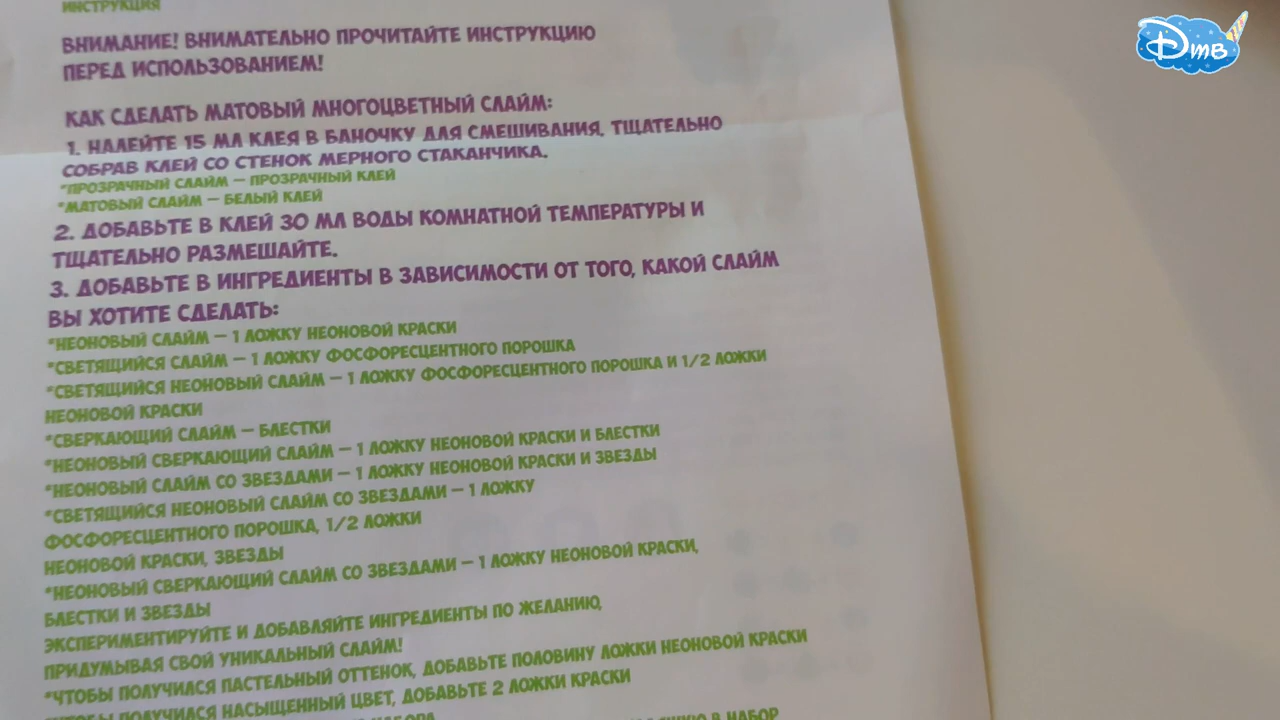 ИНСТРУКЦИЯ
ВНИМАНИЕ! ВНИМАТЕЛЬНО ПРОЧИТАЙТЕ ИНСТРУКЦИЮ
ПЕРЕД ИСПОЛЬЗОВАНИЕМ!
КАК СДЕЛАТЬ МАТОВЫЙ МНОГОЦВЕТНЫЙ СЛАЙМ:
1. НАЛЕЙТЕ 15 МЛ КЛЕЯ В БАНОЧКУ ДЛЯ СМЕШИВАНИЯ, ТЩАТЕЛЬНО
СОБРАВ КЛЕЙ СО СТЕНОК МЕРНОГО СТАКАНЧИКА.
*ПРОЗРАЧНЫЙ СЛАЙМ – ПРОЗРАЧНЫЙ КЛЕЙ
*МАТОВЫЙ СЛАЙМ – БЕЛЫЙ КЛЕЙ
2. ДОБАВЬТЕ В КЛЕЙ 30 МЛ ВОДЫ КОМНАТНОЙ ТЕМПЕРАТУРЫ И
ТЩАТЕЛЬНО РАЗМЕШАЙТЕ.
3. ДОБАВЬТЕ В ИНГРЕДИЕНТЫ В ЗАВИСИМОСТИ ОТ ТОГО, КАКОЙ СЛАЙМ
ВЫ ХОТИТЕ СДЕЛАТЬ:
*НЕОНОВЫЙ СЛАЙМ – 1 ЛОЖКУ НЕОНОВОЙ КРАСКИ
*СВЕТЯЩИЙСЯ СЛАЙМ – 1 ЛОЖКУ ФОСФОРЕСЦЕНТНОГО ПОРОШКА
*СВЕТЯЩИЙСЯ НЕОНОВЫЙ СЛАЙМ – 1 ЛОЖКУ ФОСФОРЕСЦЕНТНОГО ПОРОШКА И 1/2 ЛОЖКИ
НЕОНОВОЙ КРАСКИ
*СВЕРКАЮЩИЙ СЛАЙМ – БЛЕСТКИ
*НЕОНОВЫЙ СВЕРКАЮЩИЙ СЛАЙМ – 1 ЛОЖКУ НЕОНОВОЙ КРАСКИ И БЛЕСТКИ
*НЕОНОВЫЙ СЛАЙМ СО ЗВЕЗДАМИ – 1 ЛОЖКУ НЕОНОВОЙ КРАСКИ И ЗВЕЗДЫ
*СВЕТЯЩИЙСЯ НЕОНОВЫЙ СЛАЙМ СО ЗВЕЗДАМИ – 1 ЛОЖКУ
ФОСФОРЕСЦЕНТНОГО ПОРОШКА, 1/2 ЛОЖКИ
НЕОНОВОЙ КРАСКИ, ЗВЕЗДЫ
*НЕОНОВЫЙ СВЕРКАЮЩИЙ СЛАЙМ СО ЗВЕЗДАМИ – 1 ЛОЖКУ НЕОНОВОЙ КРАСКИ,
БЛЕСТКИ И ЗВЕЗДЫ
ЭКСПЕРИМЕНТИРУЙТЕ И ДОБАВЛЯЙТЕ ИНГРЕДИЕНТЫ ПО ЖЕЛАНИЮ,
ПРИДУМЫВАЯ СВОЙ УНИКАЛЬНЫЙ СЛАЙМ!
*ЧТОБЫ ПОЛУЧИЛСЯ ПАСТЕЛЬНЫЙ ОТТЕНОК, ДОБАВЬТЕ ПОЛОВИНУ ЛОЖКИ НЕОНОВОЙ КРАСКИ
*ЧТОБЫ ПОЛУЧИЛСЯ НАСЫЩЕННЫЙ ЦВЕТ, ДОБАВЬТЕ 2 ЛОЖКИ КРАСКИ
НАБОРА
В НАБОР
DmB